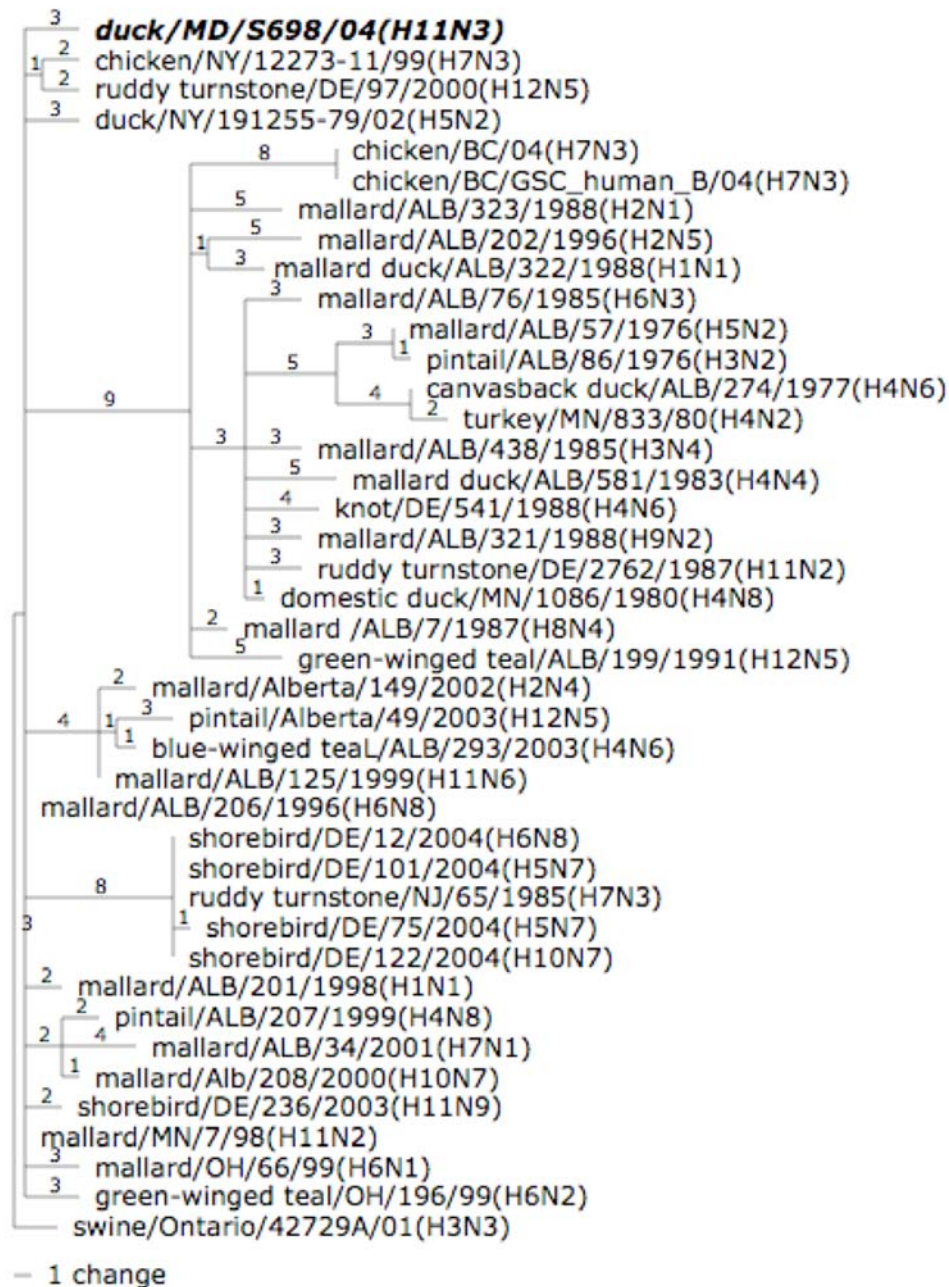 3
duck/MD/S698/04(H11N3)
2
chicken/NY/12273-11/99(H7N3)
1
2
ruddy turnstone/DE/97/2000(H12N5)
3
duck/NY/191255-79/02(H5N2)
8
chicken/BC/04(H7N3)
chicken/BC/GSC_human_B/04(H7N3)
5
mallard/ALB/323/1988(H2N1)
5
mallard/ALB/202/1996(H2N5)
1
3
mallard duck/ALB/322/1988(H1N1)
3
mallard/ALB/76/1985(H6N3)
3
mallard/ALB/57/1976(H5N2)
1
pintail/ALB/86/1976(H3N2)
5
4
canvasback duck/ALB/274/1977(H4N6)
2
turkey/MN/833/80(H4N2)
9
3
3
mallard/ALB/438/1985(H3N4)
5
mallard duck/ALB/581/1983(H4N4)
4
knot/DE/541/1988(H4N6)
3
mallard/ALB/321/1988(H9N2)
3
ruddy turnstone/DE/2762/1987(H11N2)
1
domestic duck/MN/1086/1980(H4N8)
2
mallard /ALB/7/1987(H8N4)
5
green-winged teal/ALB/199/1991(H12N5)
2
mallard/Alberta/149/2002(H2N4)
4
1
3
pintail/Alberta/49/2003(H12N5)
1
blue-winged teaL/ALB/293/2003(H4N6)
mallard/ALB/125/1999(H11N6)
mallard/ALB/206/1996(H6N8)
shorebird/DE/12/2004(H6N8)
shorebird/DE/101/2004(H5N7)
8
ruddy turnstone/NJ/65/1985(H7N3)
3
1
shorebird/DE/75/2004(H5N7)
shorebird/DE/122/2004(H10N7)
2
mallard/ALB/201/1998(H1N1)
2
pintail/ALB/207/1999(H4N8)
2
4
mallard/ALB/34/2001(H7N1)
1
mallard/Alb/208/2000(H10N7)
2
shorebird/DE/236/2003(H11N9)
mallard/MN/7/98(H11N2)
3
mallard/OH/66/99(H6N1)
3
green-winged teal/OH/196/99(H6N2)
swine/Ontario/42729A/01(H3N3)
1 change